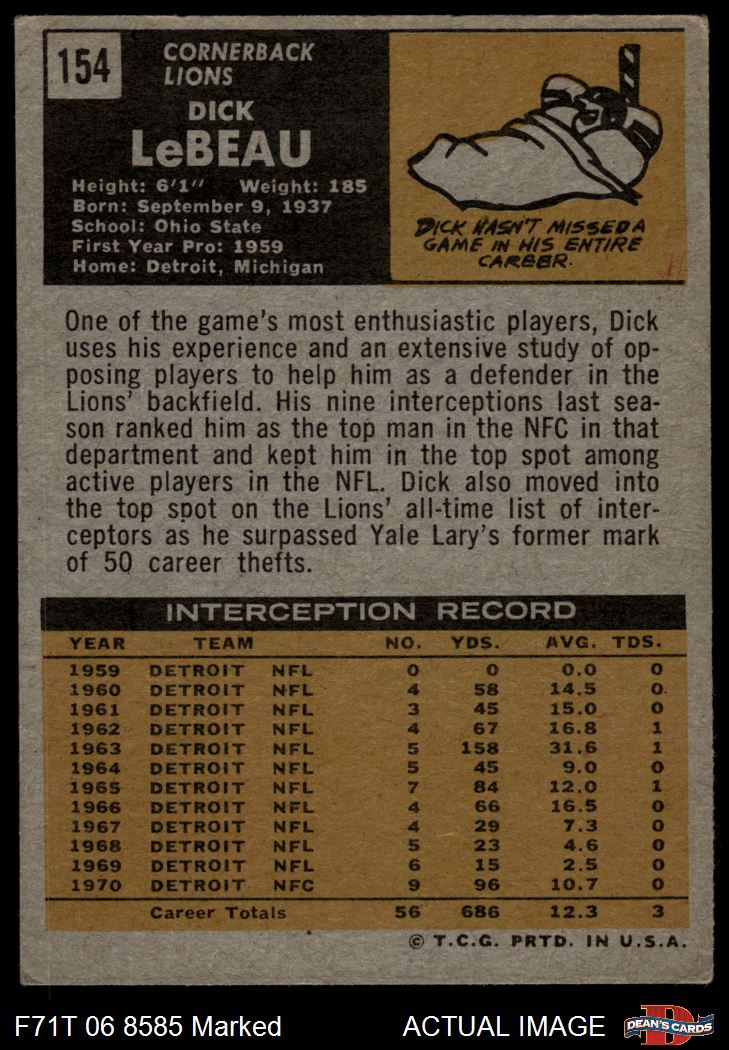 154
CORNERBACK
LIONS
DICK
LeBEAU
Height: 6'1" Weight: 185
Born: September 9, 1937
School: Ohio State
First Year Pro: 1959
Home: Detroit, Michigan
DICK HASN'T MISSED A
GAME IN HIS ENTIRE
CAREER.
One of the game's most enthusiastic players, Dick
uses his experience and an extensive study of op-
posing players to help him as a defender in the
Lions' backfield. His nine interceptions last sea-
son ranked him as the top man in the NFC in that
department and kept him in the top spot among
active players in the NFL. Dick also moved into
the top spot on the Lions' all-time list of inter-
ceptors as he surpassed Yale Lary's former mark
of 50 career thefts.
INTERCEPTION RECORD
YEAR TEAM NO. YDS. AVG. TDS.
1959 DETROIT NFL 0 0 0.0 0
1960 DETROIT NFL 4 58 14.5 0
1961 DETROIT NFL 3 45 15.0 0
1962 DETROIT NFL 4 67 16.8 1
1963 DETROIT NFL 5 158 31.6 1
1964 DETROIT NFL 5 45 9.0 0
1965 DETROIT NFL 7 84 12.0 1
1966 DETROIT NFL 4 66 16.5 0
1967 DETROIT NFL 4 29 7.3 0
1968 DETROIT NFL 5 23 4.6 0
1969 DETROIT NFL 6 15 2.5 0
1970 DETROIT NFC 9 96 10.7 0
Career Totals 56 686 12.3 3
© T.C.G. PRTD. IN U.S.A.
F71T 06 8585 Marked ACTUAL IMAGE DEAN'S CARDS